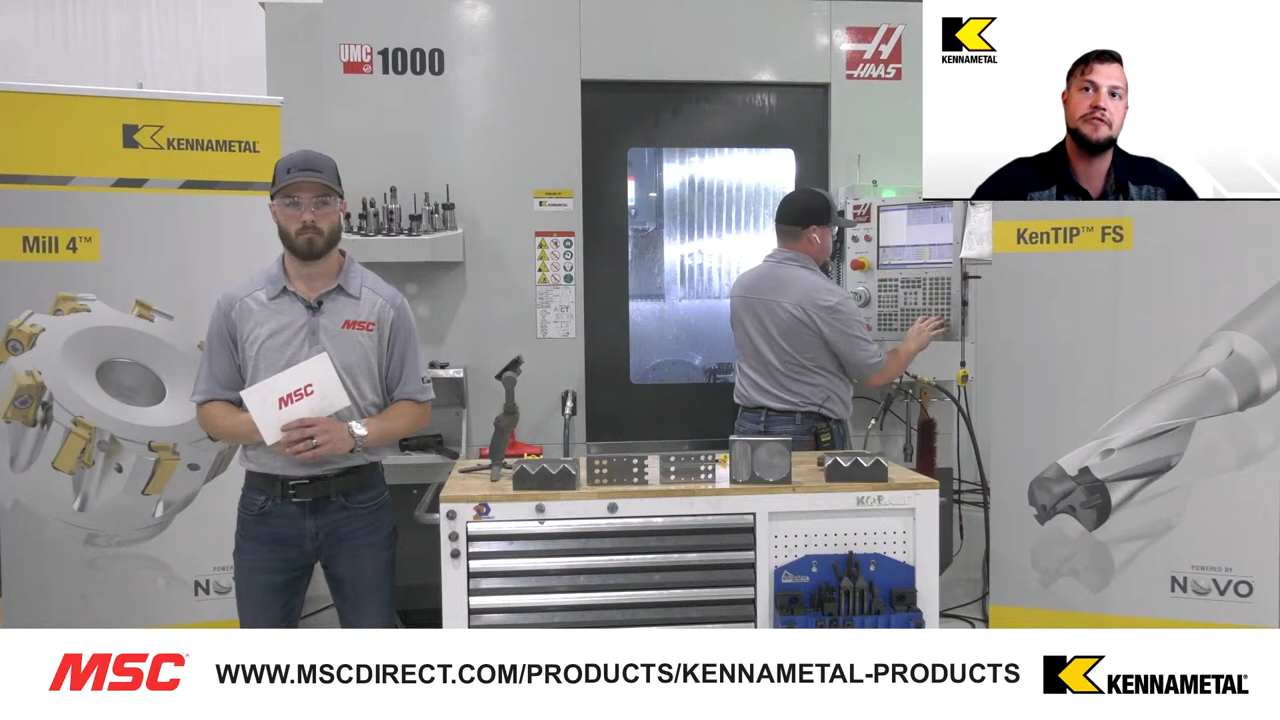 UMC
1000
HAAS
KENNAMETAL
KENNAMETAL
Mill 4™
KenTIP™ FS
KENNAMETAL
MSC
MSC
POWERED BY
NOVO
POWERED BY
NOVO
MSC
WWW.MSCDIRECT.COM/PRODUCTS/KENNAMETAL-PRODUCTS
KENNAMETAL